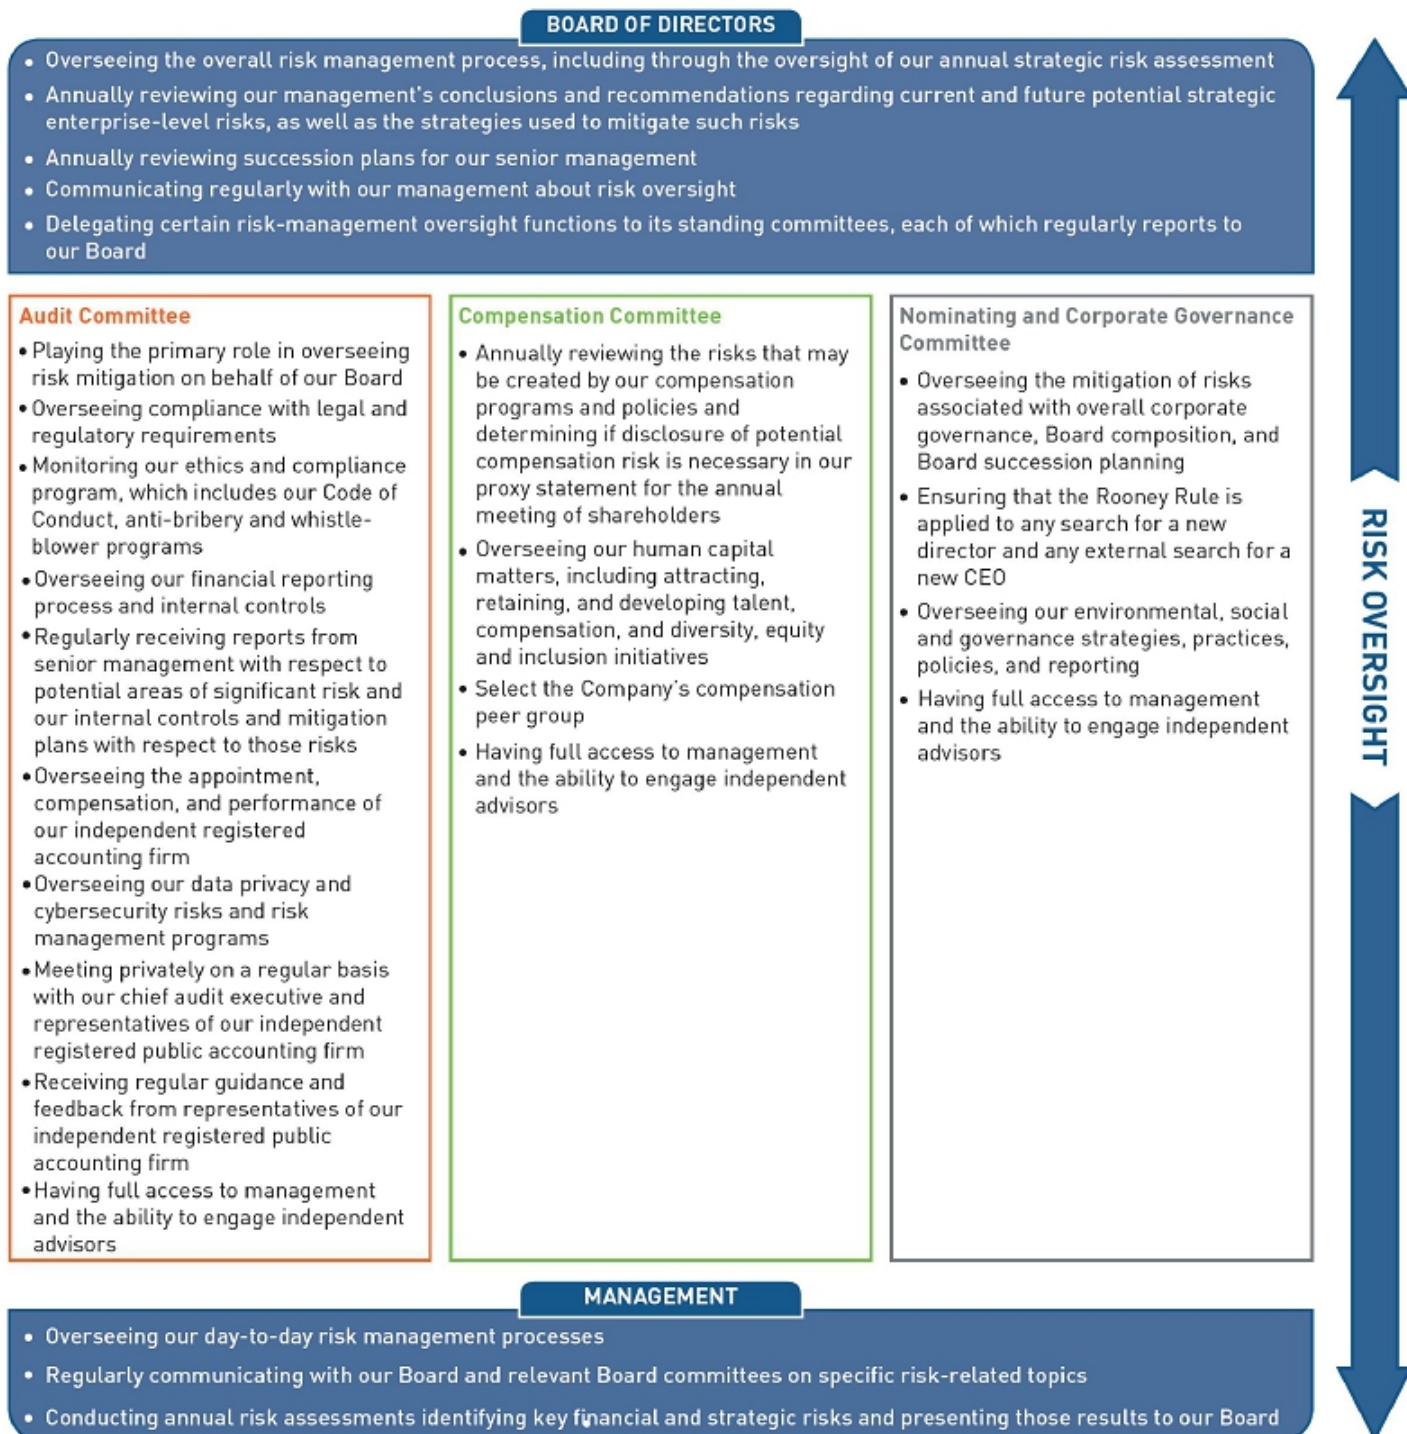 BOARD OF DIRECTORS
• Overseeing the overall risk management process, including through the oversight of our annual strategic risk assessment
• Annually reviewing our management's conclusions and recommendations regarding current and future potential strategic
enterprise-level risks, as well as the strategies used to mitigate such risks
• Annually reviewing succession plans for our senior management
• Communicating regularly with our management about risk oversight
• Delegating certain risk-management oversight functions to its standing committees, each of which regularly reports to
our Board
Audit Committee
• Playing the primary role in overseeing
risk mitigation on behalf of our Board
• Overseeing compliance with legal and
regulatory requirements
• Monitoring our ethics and compliance
program, which includes our Code of
Conduct, anti-bribery and whistle-
blower programs
• Overseeing our financial reporting
process and internal controls
• Regularly receiving reports from
senior management with respect to
potential areas of significant risk and
our internal controls and mitigation
plans with respect to those risks
• Overseeing the appointment,
compensation, and performance of
our independent registered
accounting firm
• Overseeing our data privacy and
cybersecurity risks and risk
management programs
• Meeting privately on a regular basis
with our chief audit executive and
representatives of our independent
registered public accounting firm
• Receiving regular guidance and
feedback from representatives of our
independent registered public
accounting firm
• Having full access to management
and the ability to engage independent
advisors
Compensation Committee
• Annually reviewing the risks that may
be created by our compensation
programs and policies and
determining if disclosure of potential
compensation risk is necessary in our
proxy statement for the annual
meeting of shareholders
• Overseeing our human capital
matters, including attracting,
retaining, and developing talent,
compensation, and diversity, equity
and inclusion initiatives
• Select the Company's compensation
peer group
• Having full access to management
and the ability to engage independent
advisors
Nominating and Corporate Governance
Committee
• Overseeing the mitigation of risks
associated with overall corporate
governance, Board composition, and
Board succession planning
• Ensuring that the Rooney Rule is
applied to any search for a new
director and any external search for a
new CEO
• Overseeing our environmental, social
and governance strategies, practices,
policies, and reporting
• Having full access to management
and the ability to engage independent
advisors
RISK OVERSIGHT
MANAGEMENT
• Overseeing our day-to-day risk management processes
• Regularly communicating with our Board and relevant Board committees on specific risk-related topics
• Conducting annual risk assessments identifying key financial and strategic risks and presenting those results to our Board